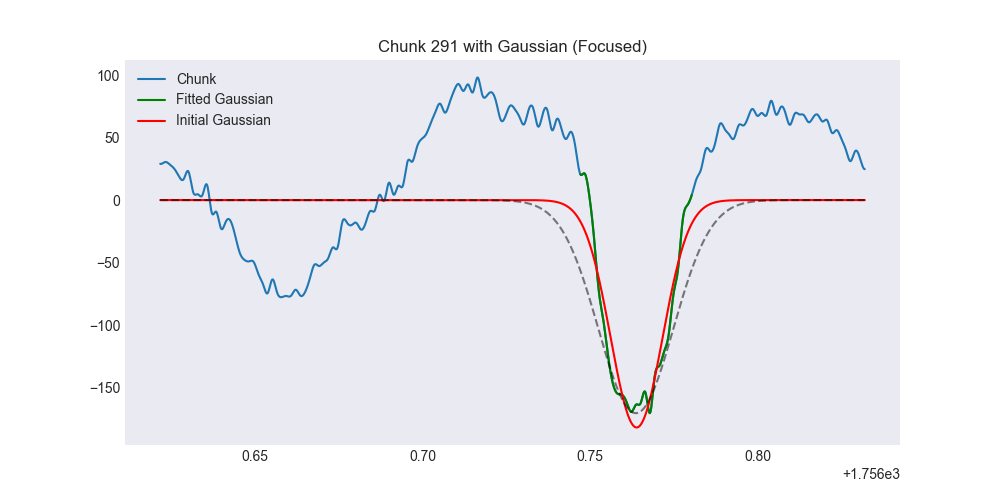 Chunk 291 with Gaussian (Focused)
Chunk
Fitted Gaussian
Initial Gaussian
100
50
0
−50
−100
−150
0.65 0.70 0.75 0.80
+1.756e3